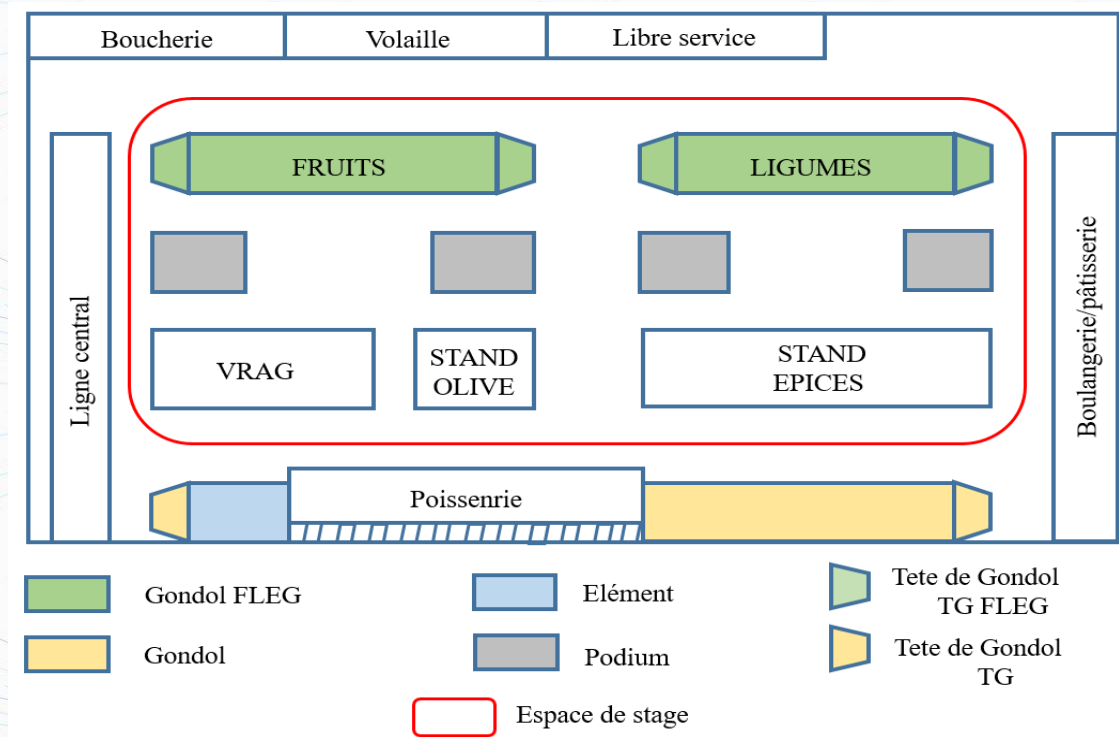 Boucherie
Volaille
Libre service
FRUITS
LIGUMES
Ligne central
Boulangerie/pâtisserie
VRAG
STAND
OLIVE
STAND
EPICES
Poissenrie
Gondol FLEG
Elément
Tete de Gondol
TG FLEG
Gondol
Podium
Tete de Gondol
TG
Espace de stage